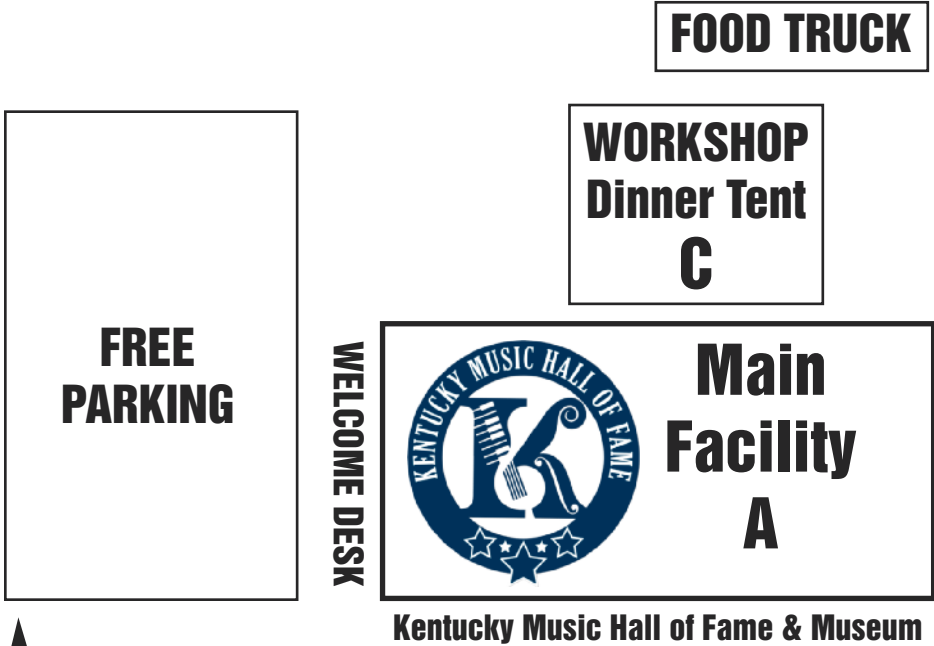 FOOD TRUCK
WORKSHOP
Dinner Tent
C
FREE
PARKING
WELCOME DESK
KENTUCKY MUSIC HALL OF FAME
K
Main
Facility
A
Kentucky Music Hall of Fame & Museum